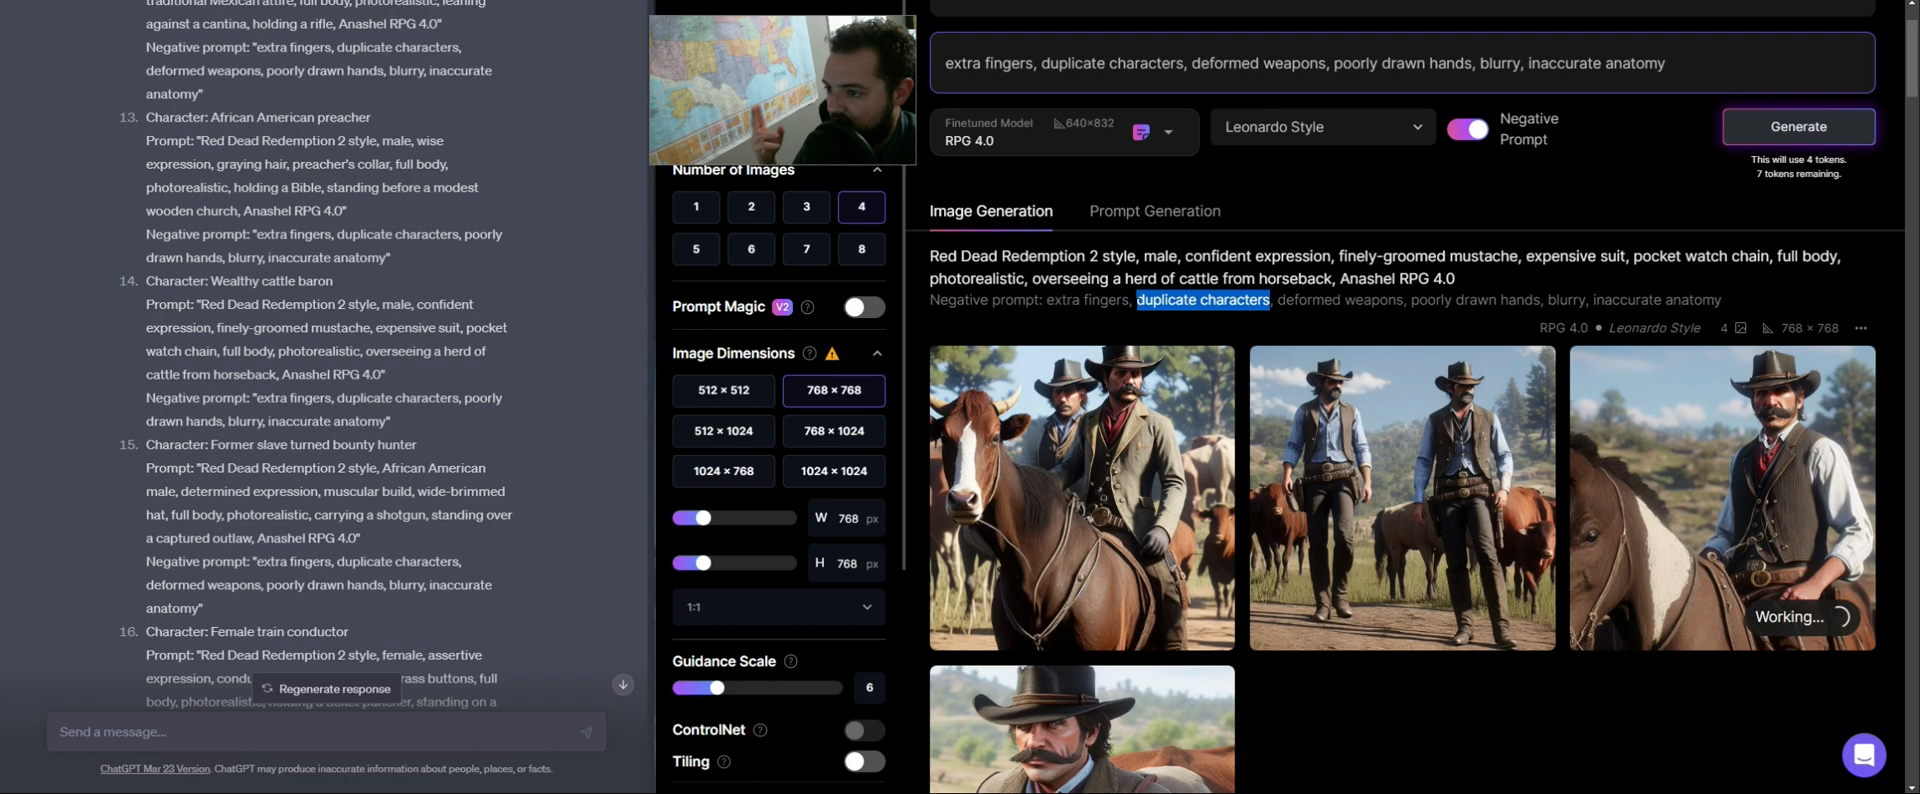 traditional Mexican attire, full body, photorealistic, leaning
against a cantina, holding a rifle, Anashel RPG 4.0"
Negative prompt: "extra fingers, duplicate characters,
deformed weapons, poorly drawn hands, blurry, inaccurate
anatomy"
13. Character: African American preacher
Prompt: "Red Dead Redemption 2 style, male, wise
expression, graying hair, preacher's collar, full body,
photorealistic, holding a Bible, standing before a modest
wooden church, Anashel RPG 4.0"
Negative prompt: "extra fingers, duplicate characters, poorly
drawn hands, blurry, inaccurate anatomy"
14. Character: Wealthy cattle baron
Prompt: "Red Dead Redemption 2 style, male, confident
expression, finely-groomed mustache, expensive suit, pocket
watch chain, full body, photorealistic, overseeing a herd of
cattle from horseback, Anashel RPG 4.0"
Negative prompt: "extra fingers, duplicate characters, poorly
drawn hands, blurry, inaccurate anatomy"
15. Character: Former slave turned bounty hunter
Prompt: "Red Dead Redemption 2 style, African American
male, determined expression, muscular build, wide-brimmed
hat, full body, photorealistic, carrying a shotgun, standing over
a captured outlaw, Anashel RPG 4.0"
Negative prompt: "extra fingers, duplicate characters,
deformed weapons, poorly drawn hands, blurry, inaccurate
anatomy"
16. Character: Female train conductor
Prompt: "Red Dead Redemption 2 style, female, assertive
expression, condu rass buttons, full
body, photorealistic, holding a ticket puncher, standing on a
Regenerate response
Send a message...
ChatGPT Mar 23 Version. ChatGPT may produce inaccurate information about people, places, or facts.
Number of Images
1 2 3 4
5 6 7 8
Prompt Magic V2 ?
Image Dimensions ?
512 × 512 768 × 768
512 × 1024 768 × 1024
1024 × 768 1024 × 1024
W 768 px
H 768 px
1:1
Guidance Scale ?
6
ControlNet ?
Tiling ?
extra fingers, duplicate characters, deformed weapons, poorly drawn hands, blurry, inaccurate anatomy
Finetuned Model 640×832
RPG 4.0
Leonardo Style
Negative
Prompt
Generate
This will use 4 tokens.
7 tokens remaining.
Image Generation Prompt Generation
Red Dead Redemption 2 style, male, confident expression, finely-groomed mustache, expensive suit, pocket watch chain, full body,
photorealistic, overseeing a herd of cattle from horseback, Anashel RPG 4.0
Negative prompt: extra fingers, duplicate characters, deformed weapons, poorly drawn hands, blurry, inaccurate anatomy
RPG 4.0 ● Leonardo Style 4 768 × 768 ...
Working...